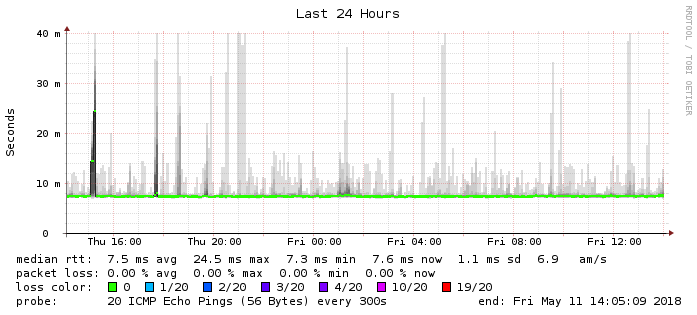 Last 24 Hours
RRDTOOL / TOBI OETIKER
Seconds
40 m
30 m
20 m
10 m
0
Thu 16:00 Thu 20:00 Fri 00:00 Fri 04:00 Fri 08:00 Fri 12:00
median rtt: 7.5 ms avg 24.5 ms max 7.3 ms min 7.6 ms now 1.1 ms sd 6.9 am/s
packet loss: 0.00 % avg 0.00 % max 0.00 % min 0.00 % now
loss color: 0 1/20 2/20 3/20 4/20 10/20 19/20
probe: 20 ICMP Echo Pings (56 Bytes) every 300s end: Fri May 11 14:05:09 2018